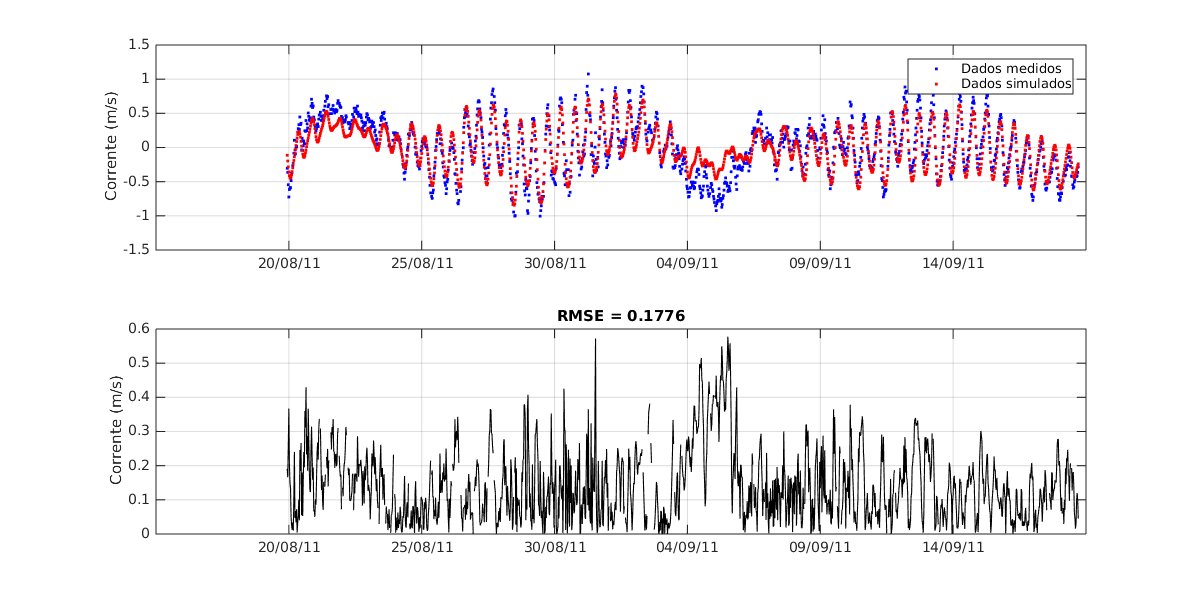 1.5
1
0.5
0
-0.5
-1
-1.5
Corrente (m/s)
Dados medidos
Dados simulados
20/08/11 25/08/11 30/08/11 04/09/11 09/09/11 14/09/11
RMSE = 0.1776
0.6
0.5
0.4
0.3
0.2
0.1
0
Corrente (m/s)
20/08/11 25/08/11 30/08/11 04/09/11 09/09/11 14/09/11